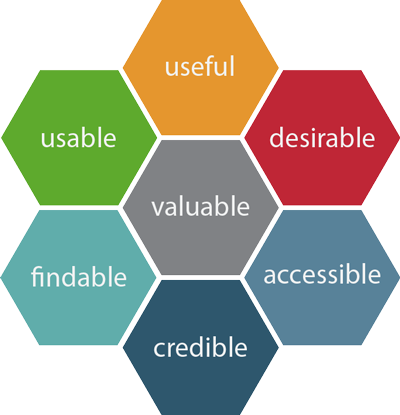 useful
usable
desirable
valuable
findable
accessible
credible